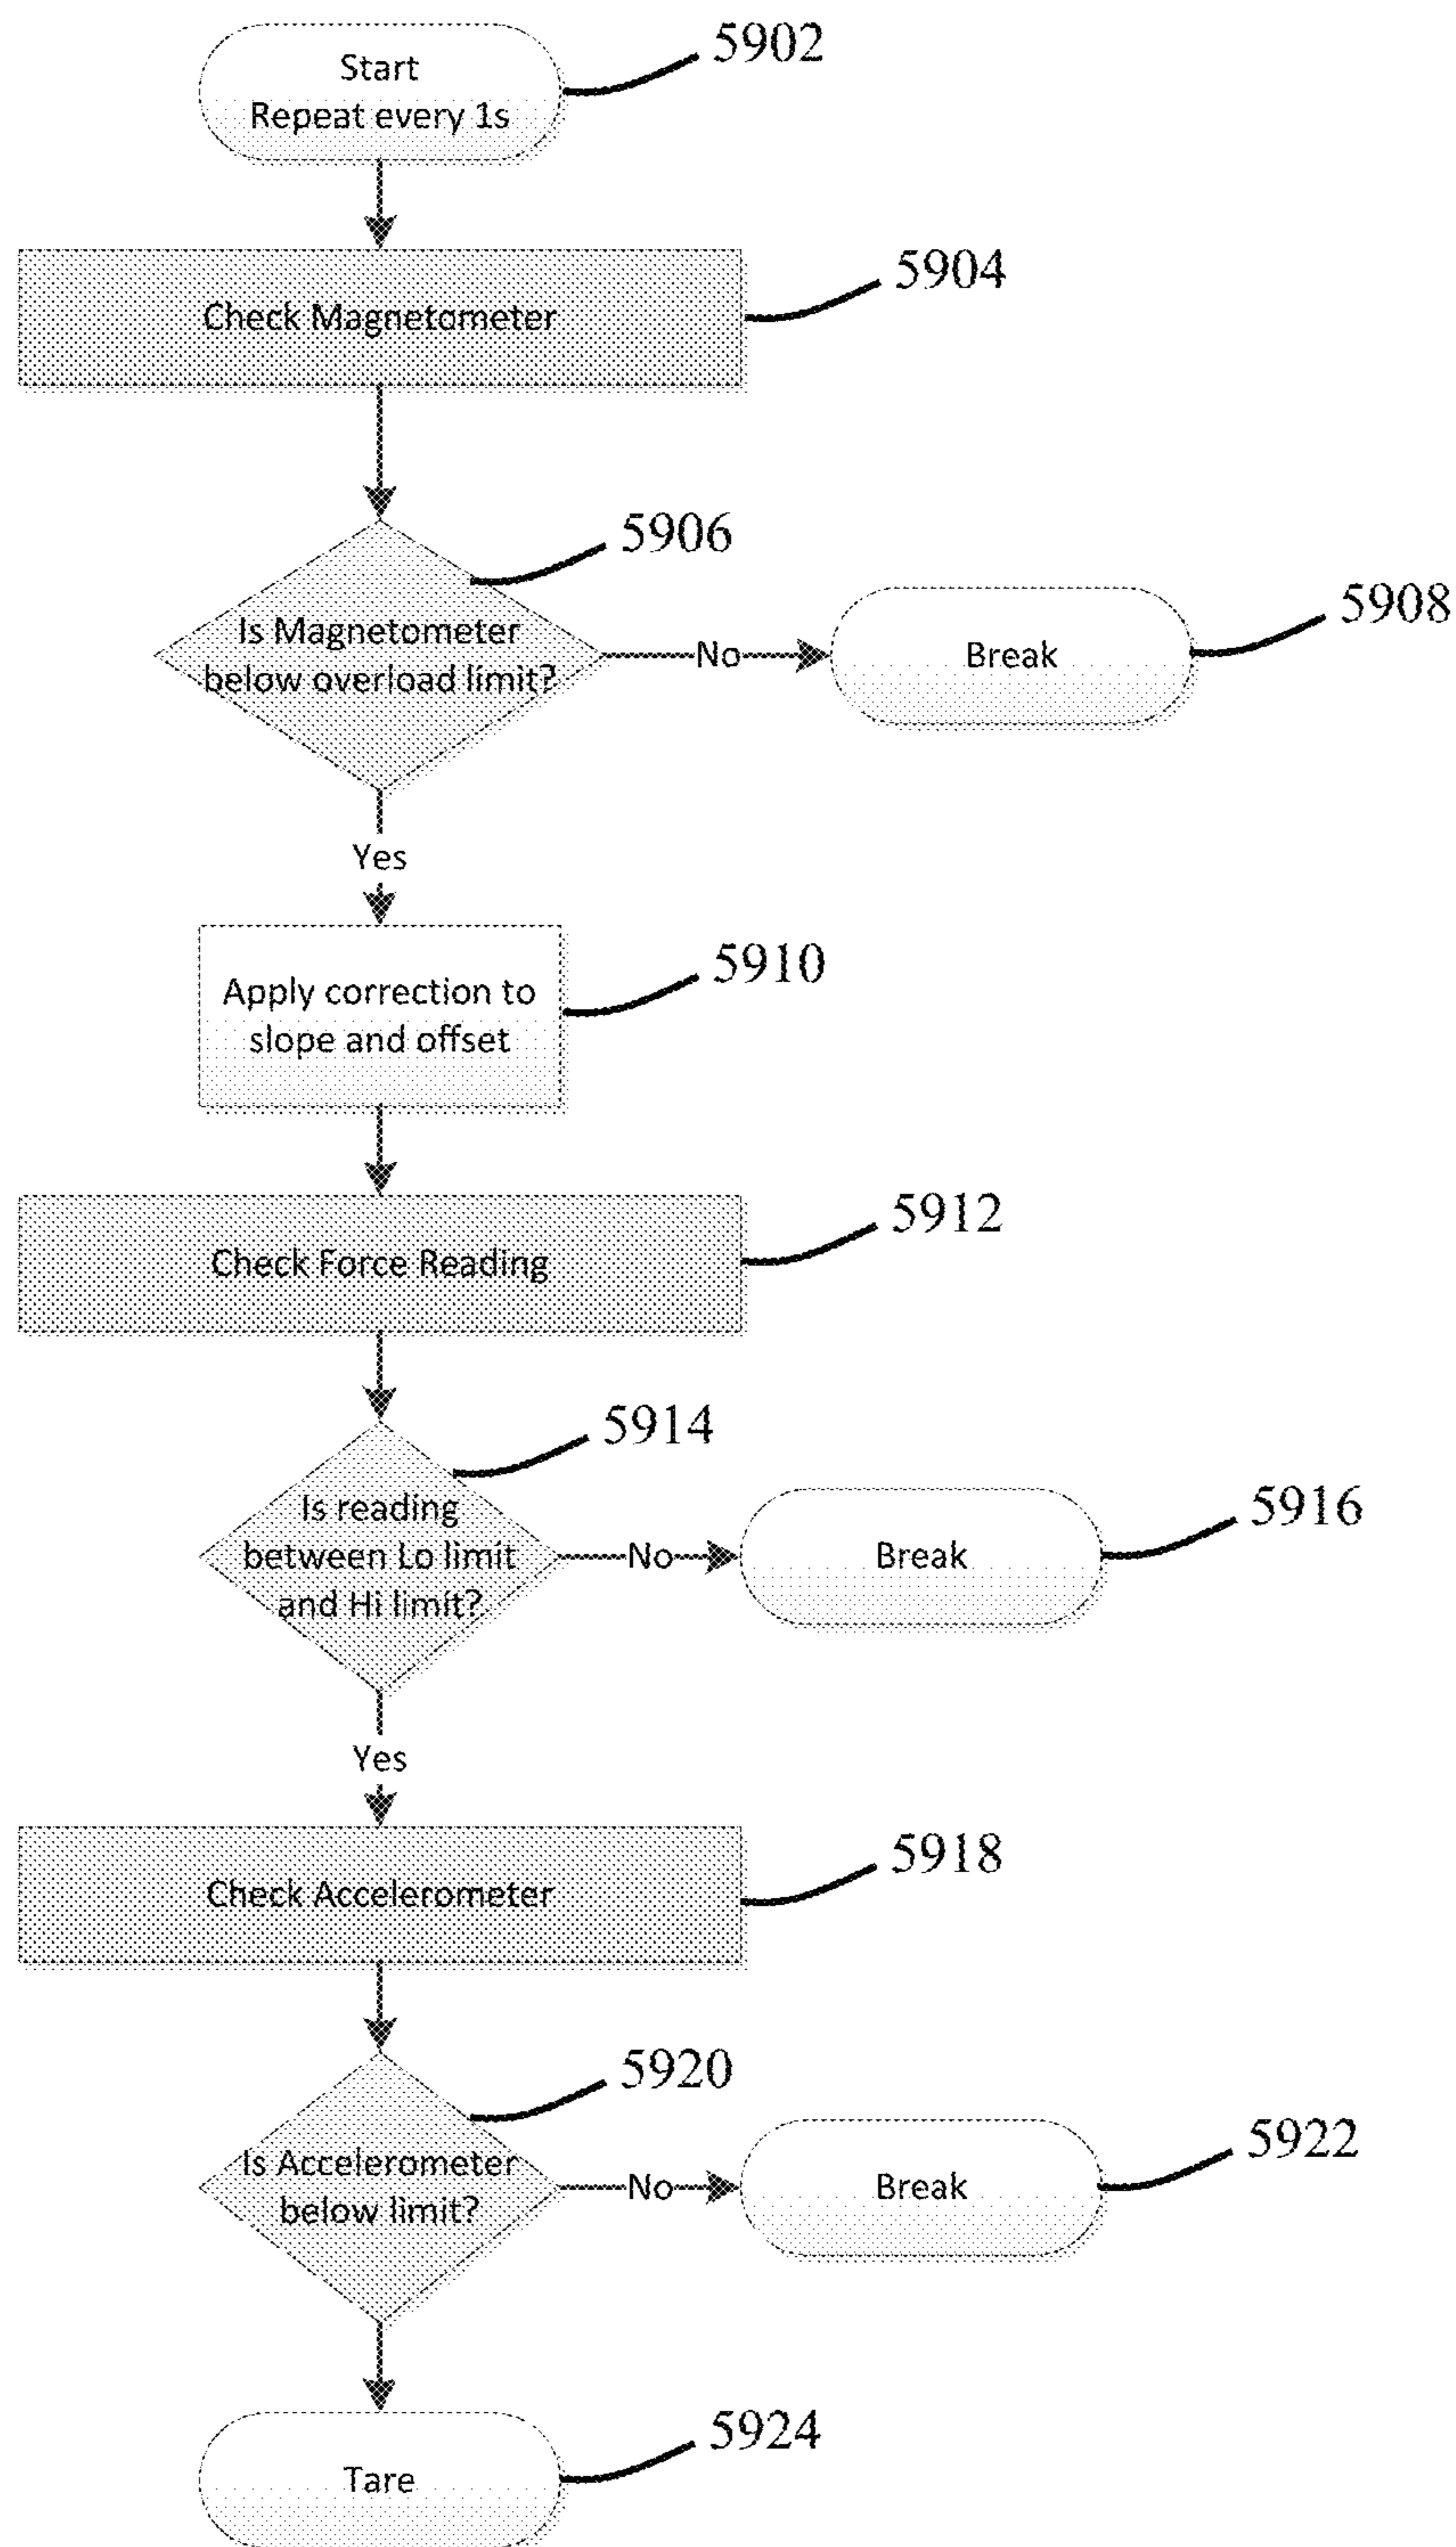 Start
Repeat every 1s
5902
Check Magnetometer
5904
Is Magnetometer
below overload limit?
5906
No
Break
5908
Yes
Apply correction to
slope and offset
5910
Check Force Reading
5912
Is reading
between Lo limit
and Hi limit?
5914
No
Break
5916
Yes
Check Accelerometer
5918
Is Accelerometer
below limit?
5920
No
Break
5922
Tare
5924